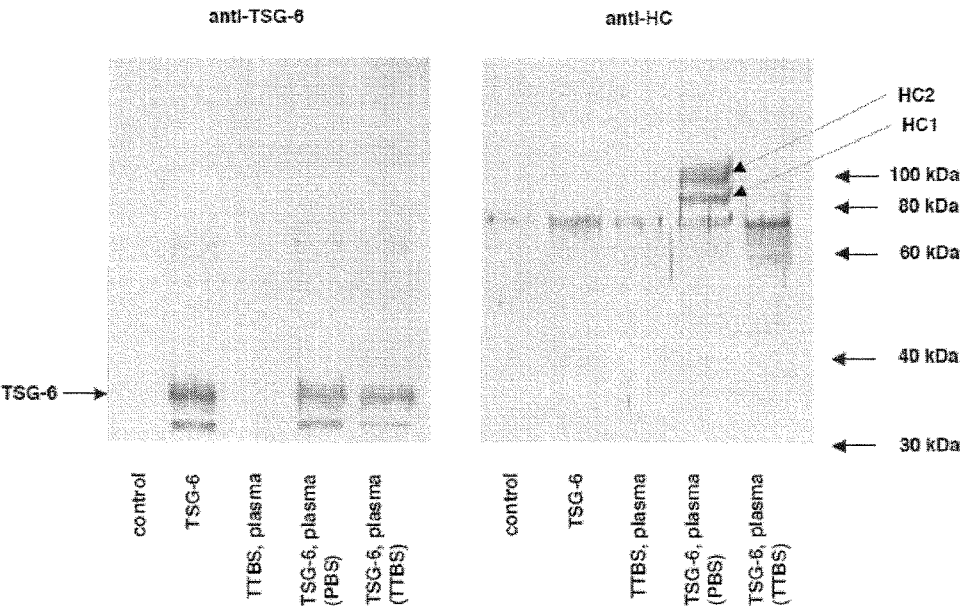 anti-TSG-6
anti-HC
HC2
HC1
100 kDa
80 kDa
60 kDa
40 kDa
TSG-6
30 kDa
control
TSG-6
TTBS, plasma
TSG-6, plasma
(PBS)
TSG-6, plasma
(TTBS)
control
TSG-6
TTBS, plasma
TSG-6, plasma
(PBS)
TSG-6, plasma
(TTBS)